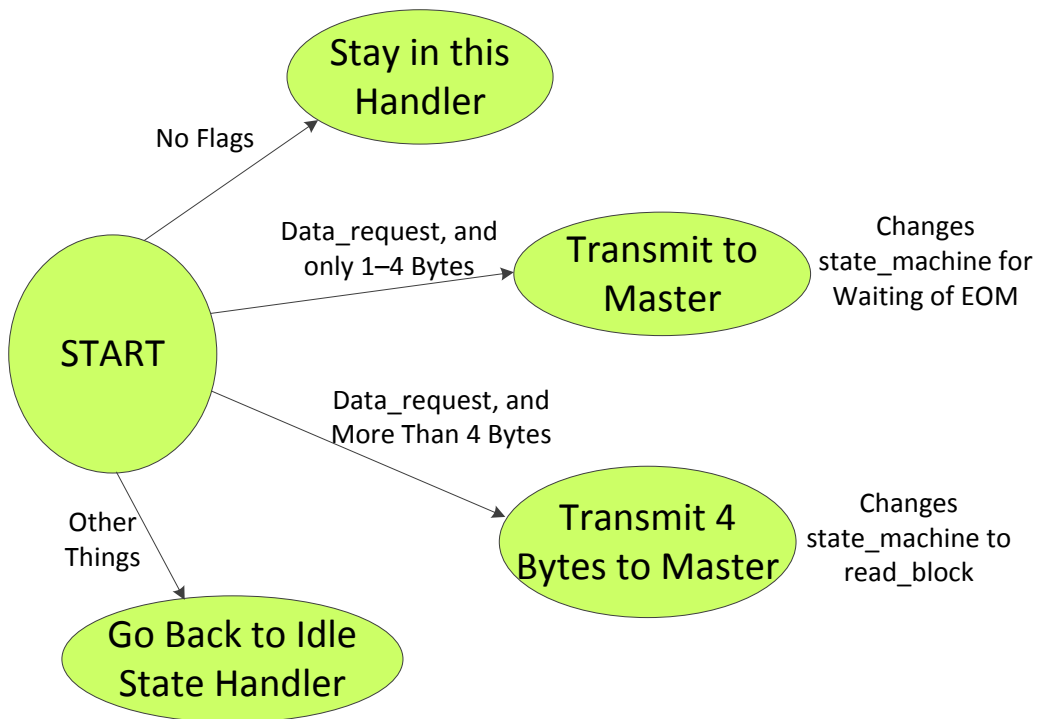 Stay in this
Handler
No Flags
Data_request, and
only 1–4 Bytes
Transmit to
Master
Changes
state_machine for
Waiting of EOM
START
Data_request, and
More Than 4 Bytes
Transmit 4
Bytes to Master
Changes
state_machine to
read_block
Other
Things
Go Back to Idle
State Handler